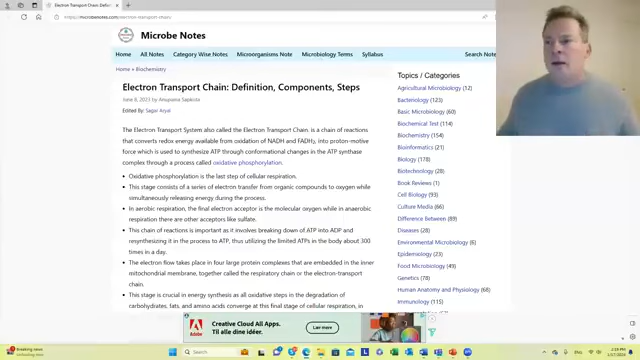 Electron Transport Chain: Defini
https://microbenotes.com/electron-transport-chain/
Microbe Notes
Home All Notes Category Wise Notes Microorganisms Note Microbiology Terms Syllabus Search Note
Home » Biochemistry
Electron Transport Chain: Definition, Components, Steps
June 8, 2023 by Anupama Sapkota
Edited By: Sagar Aryal
The Electron Transport System also called the Electron Transport Chain, is a chain of reactions
that converts redox energy available from oxidation of NADH and FADH₂, into proton-motive
force which is used to synthesize ATP through conformational changes in the ATP synthase
complex through a process called oxidative phosphorylation.
• Oxidative phosphorylation is the last step of cellular respiration.
• This stage consists of a series of electron transfer from organic compounds to oxygen while
simultaneously releasing energy during the process.
• In aerobic respiration, the final electron acceptor is the molecular oxygen while in anaerobic
respiration there are other acceptors like sulfate.
• This chain of reactions is important as it involves breaking down of ATP into ADP and
resynthesizing it in the process to ATP, thus utilizing the limited ATPs in the body about 300
times in a day.
• The electron flow takes place in four large protein complexes that are embedded in the inner
mitochondrial membrane, together called the respiratory chain or the electron-transport
chain.
• This stage is crucial in energy synthesis as all oxidative steps in the degradation of
carbohydrates, fats, and amino acids converge at this final stage of cellular respiration, in
Topics / Categories
Agricultural Microbiology (12)
Bacteriology (123)
Basic Microbiology (60)
Biochemical Test (114)
Biochemistry (154)
Bioinformatics (21)
Biology (178)
Biotechnology (28)
Book Reviews (1)
Cell Biology (93)
Culture Media (66)
Difference Between (89)
Diseases (28)
Environmental Microbiology (6)
Epidemiology (23)
Food Microbiology (49)
Genetics (78)
Human Anatomy and Physiology (68)
Immunology (115)
Adobe
Creative Cloud All Apps.
Til alle dine idéer.
Lær mere
Breaking news
Search